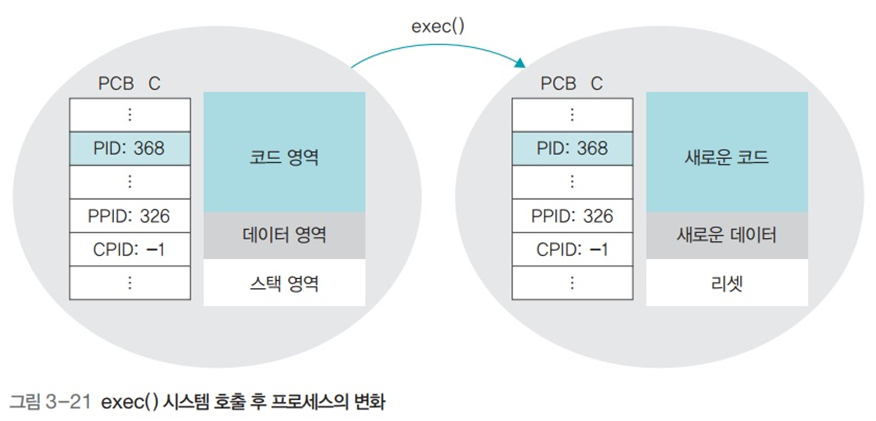 exec()
PCB C
⋮
PID: 368
⋮
PPID: 326
CPID: -1
⋮
코드 영역
데이터 영역
스택 영역
PCB C
⋮
PID: 368
⋮
PPID: 326
CPID: -1
⋮
새로운 코드
새로운 데이터
리셋
그림 3-21 exec() 시스템 호출 후 프로세스의 변화